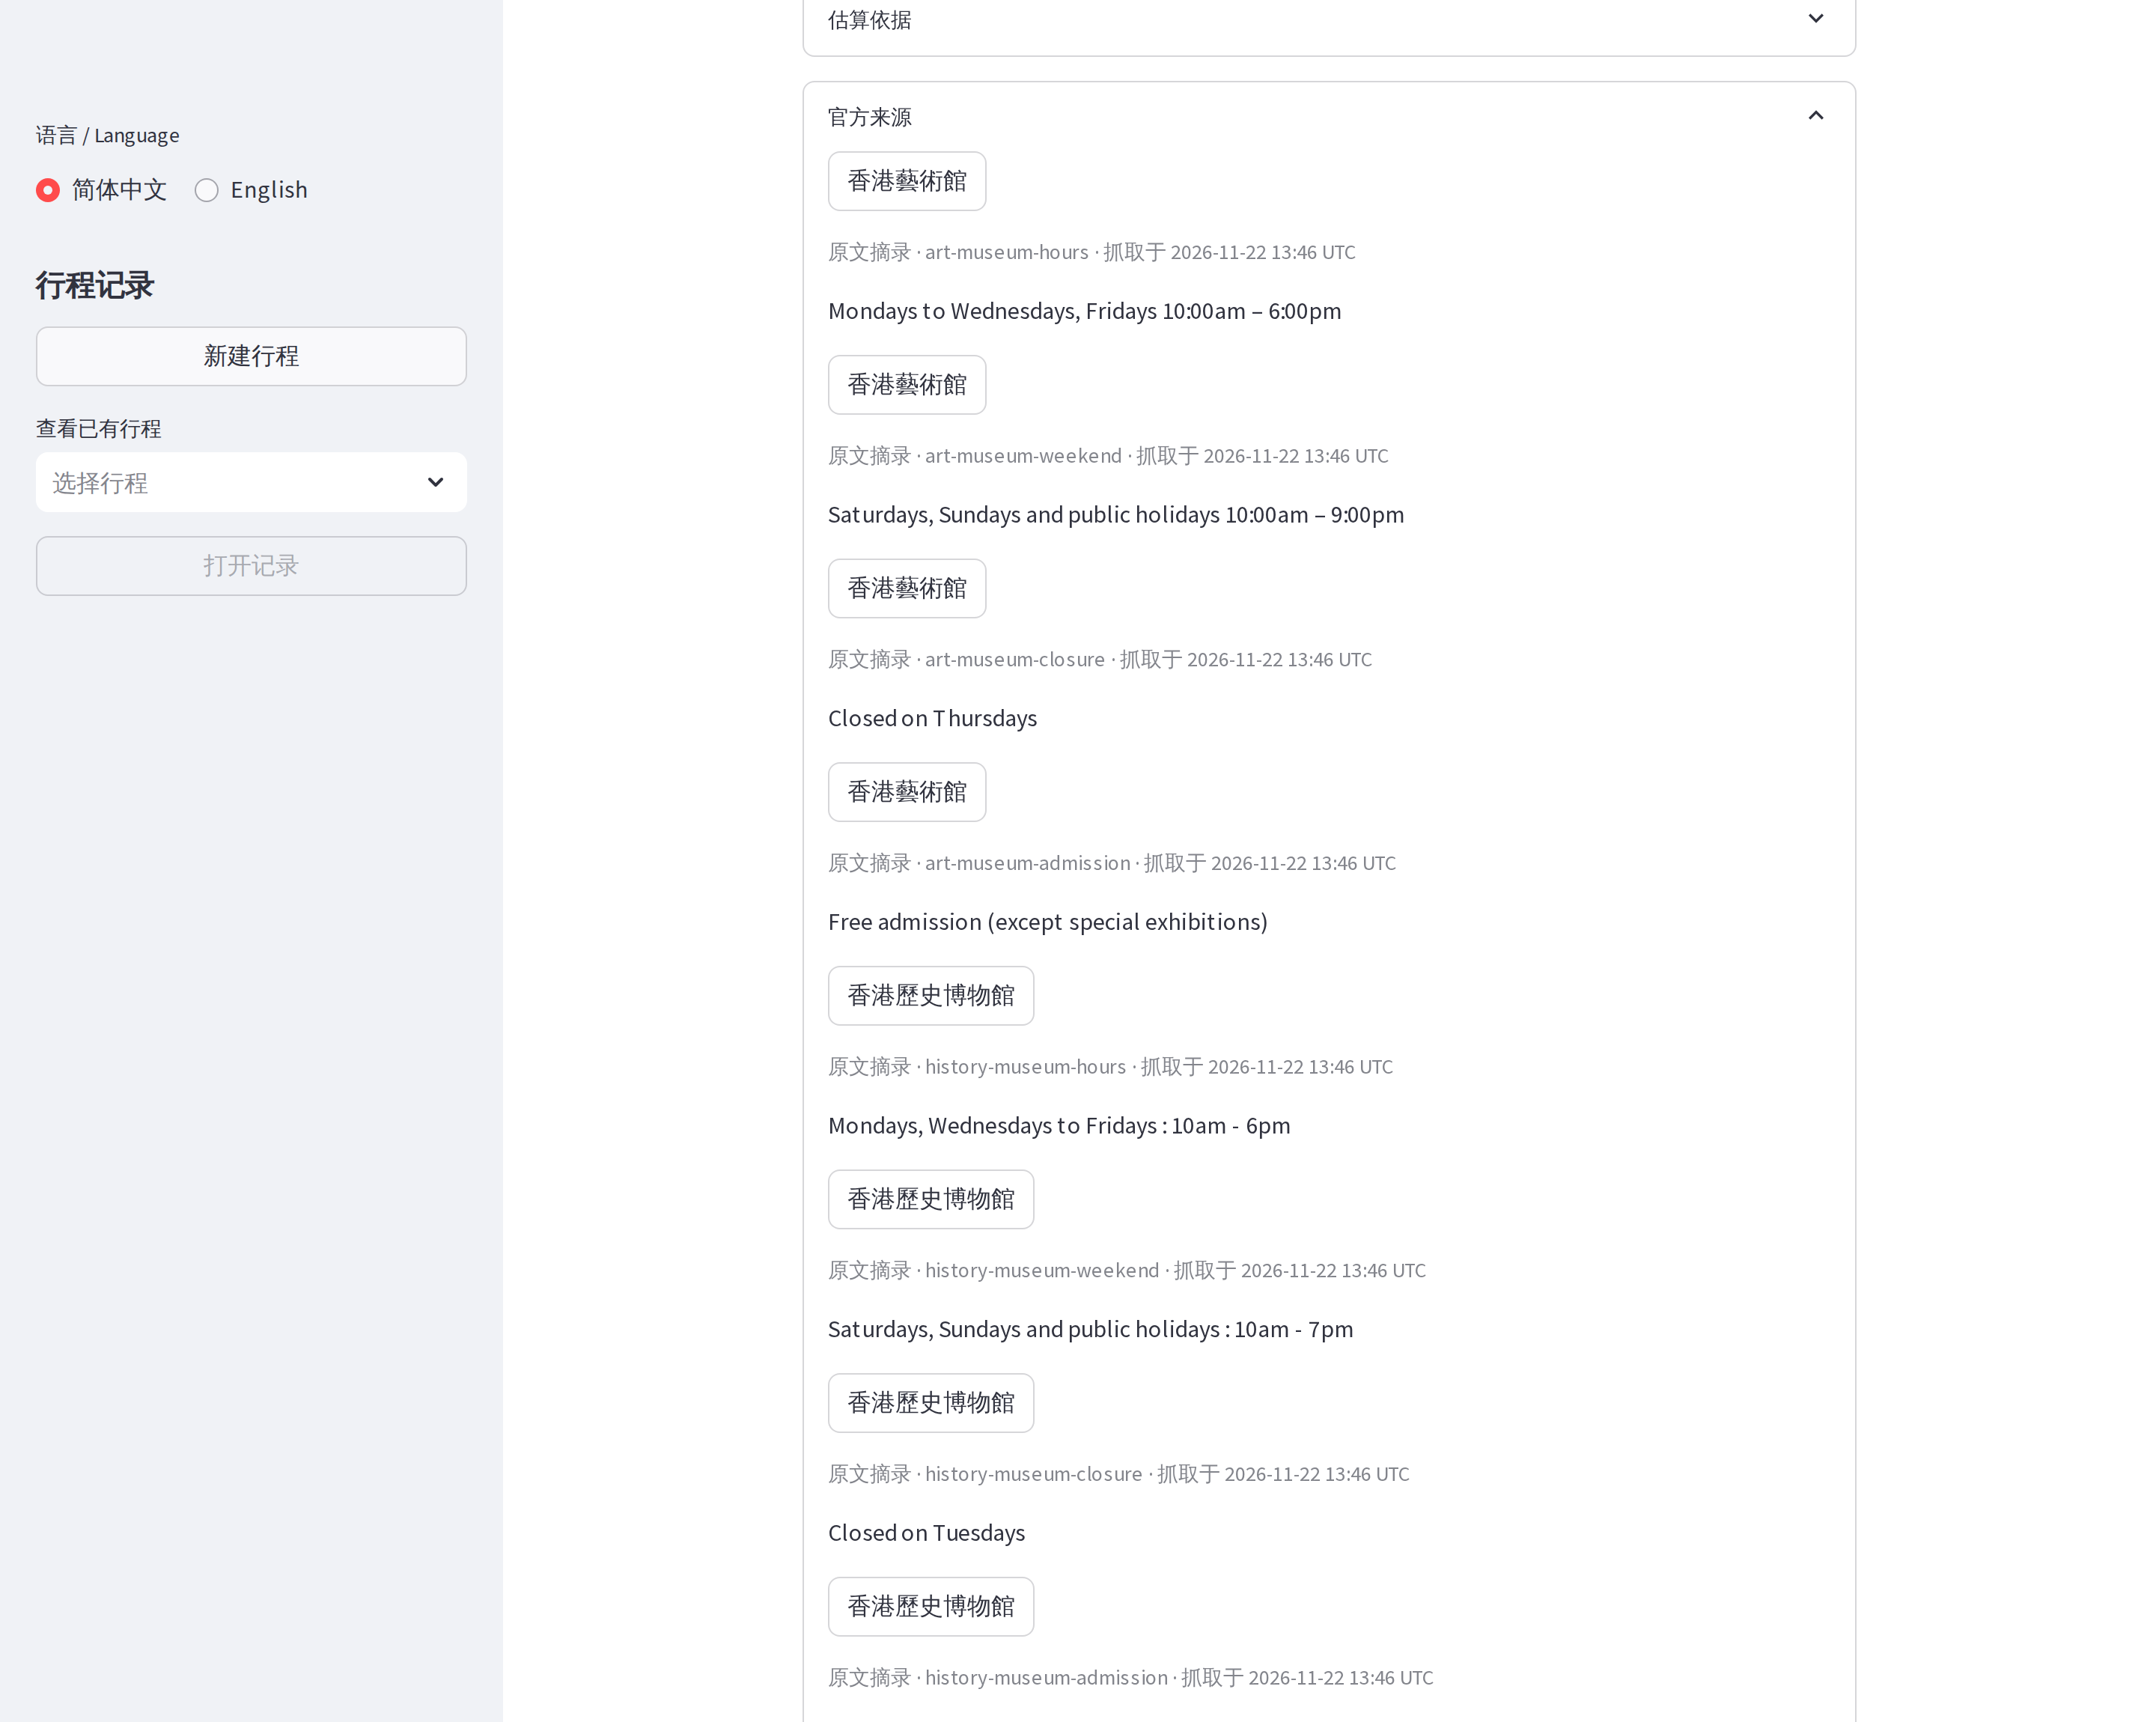 语言 / Language
简体中文
English
行程记录
新建行程
查看已有行程
选择行程
打开记录
估算依据
官方来源
香港藝術館
原文摘录 · art-museum-hours · 抓取于 2026-11-22 13:46 UTC
Mondays to Wednesdays, Fridays 10:00am – 6:00pm
香港藝術館
原文摘录 · art-museum-weekend · 抓取于 2026-11-22 13:46 UTC
Saturdays, Sundays and public holidays 10:00am – 9:00pm
香港藝術館
原文摘录 · art-museum-closure · 抓取于 2026-11-22 13:46 UTC
Closed on Thursdays
香港藝術館
原文摘录 · art-museum-admission · 抓取于 2026-11-22 13:46 UTC
Free admission (except special exhibitions)
香港歷史博物館
原文摘录 · history-museum-hours · 抓取于 2026-11-22 13:46 UTC
Mondays, Wednesdays to Fridays : 10am - 6pm
香港歷史博物館
原文摘录 · history-museum-weekend · 抓取于 2026-11-22 13:46 UTC
Saturdays, Sundays and public holidays : 10am - 7pm
香港歷史博物館
原文摘录 · history-museum-closure · 抓取于 2026-11-22 13:46 UTC
Closed on Tuesdays
香港歷史博物館
原文摘录 · history-museum-admission · 抓取于 2026-11-22 13:46 UTC